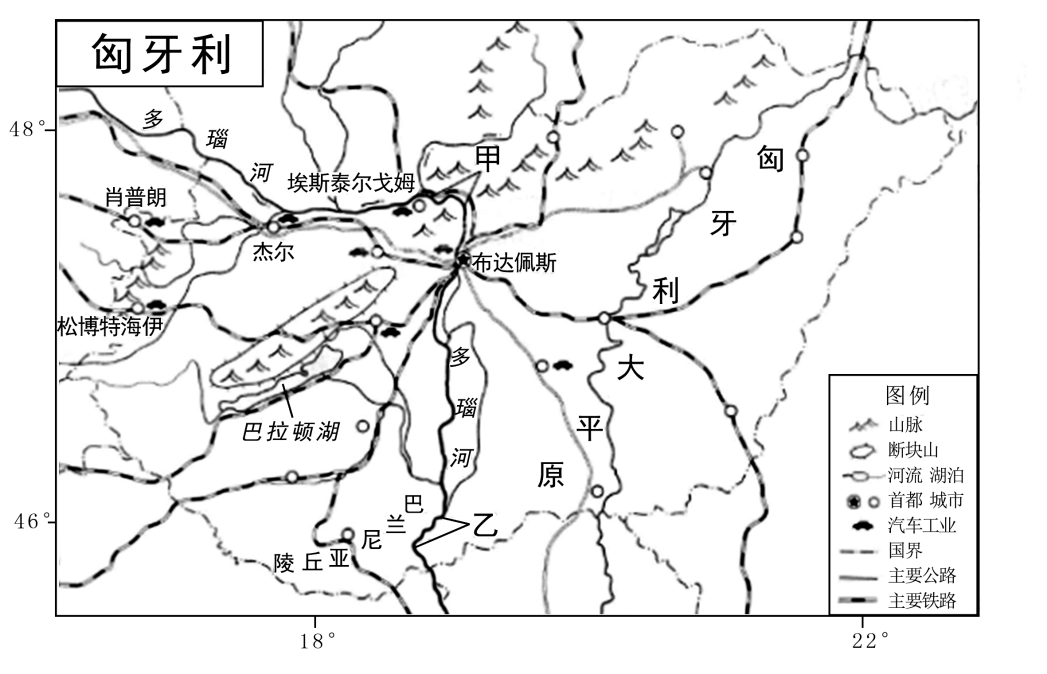 匈牙利
48°
多瑙河
甲
匈牙利大平原
埃斯泰尔戈姆
肖普朗
杰尔
布达佩斯
松博特海伊
多瑙河
巴拉顿湖
巴兰尼亚丘陵
乙
46°
图例
山脉
断块山
河流 湖泊
首都 城市
汽车工业
国界
主要公路
主要铁路
18°
22°